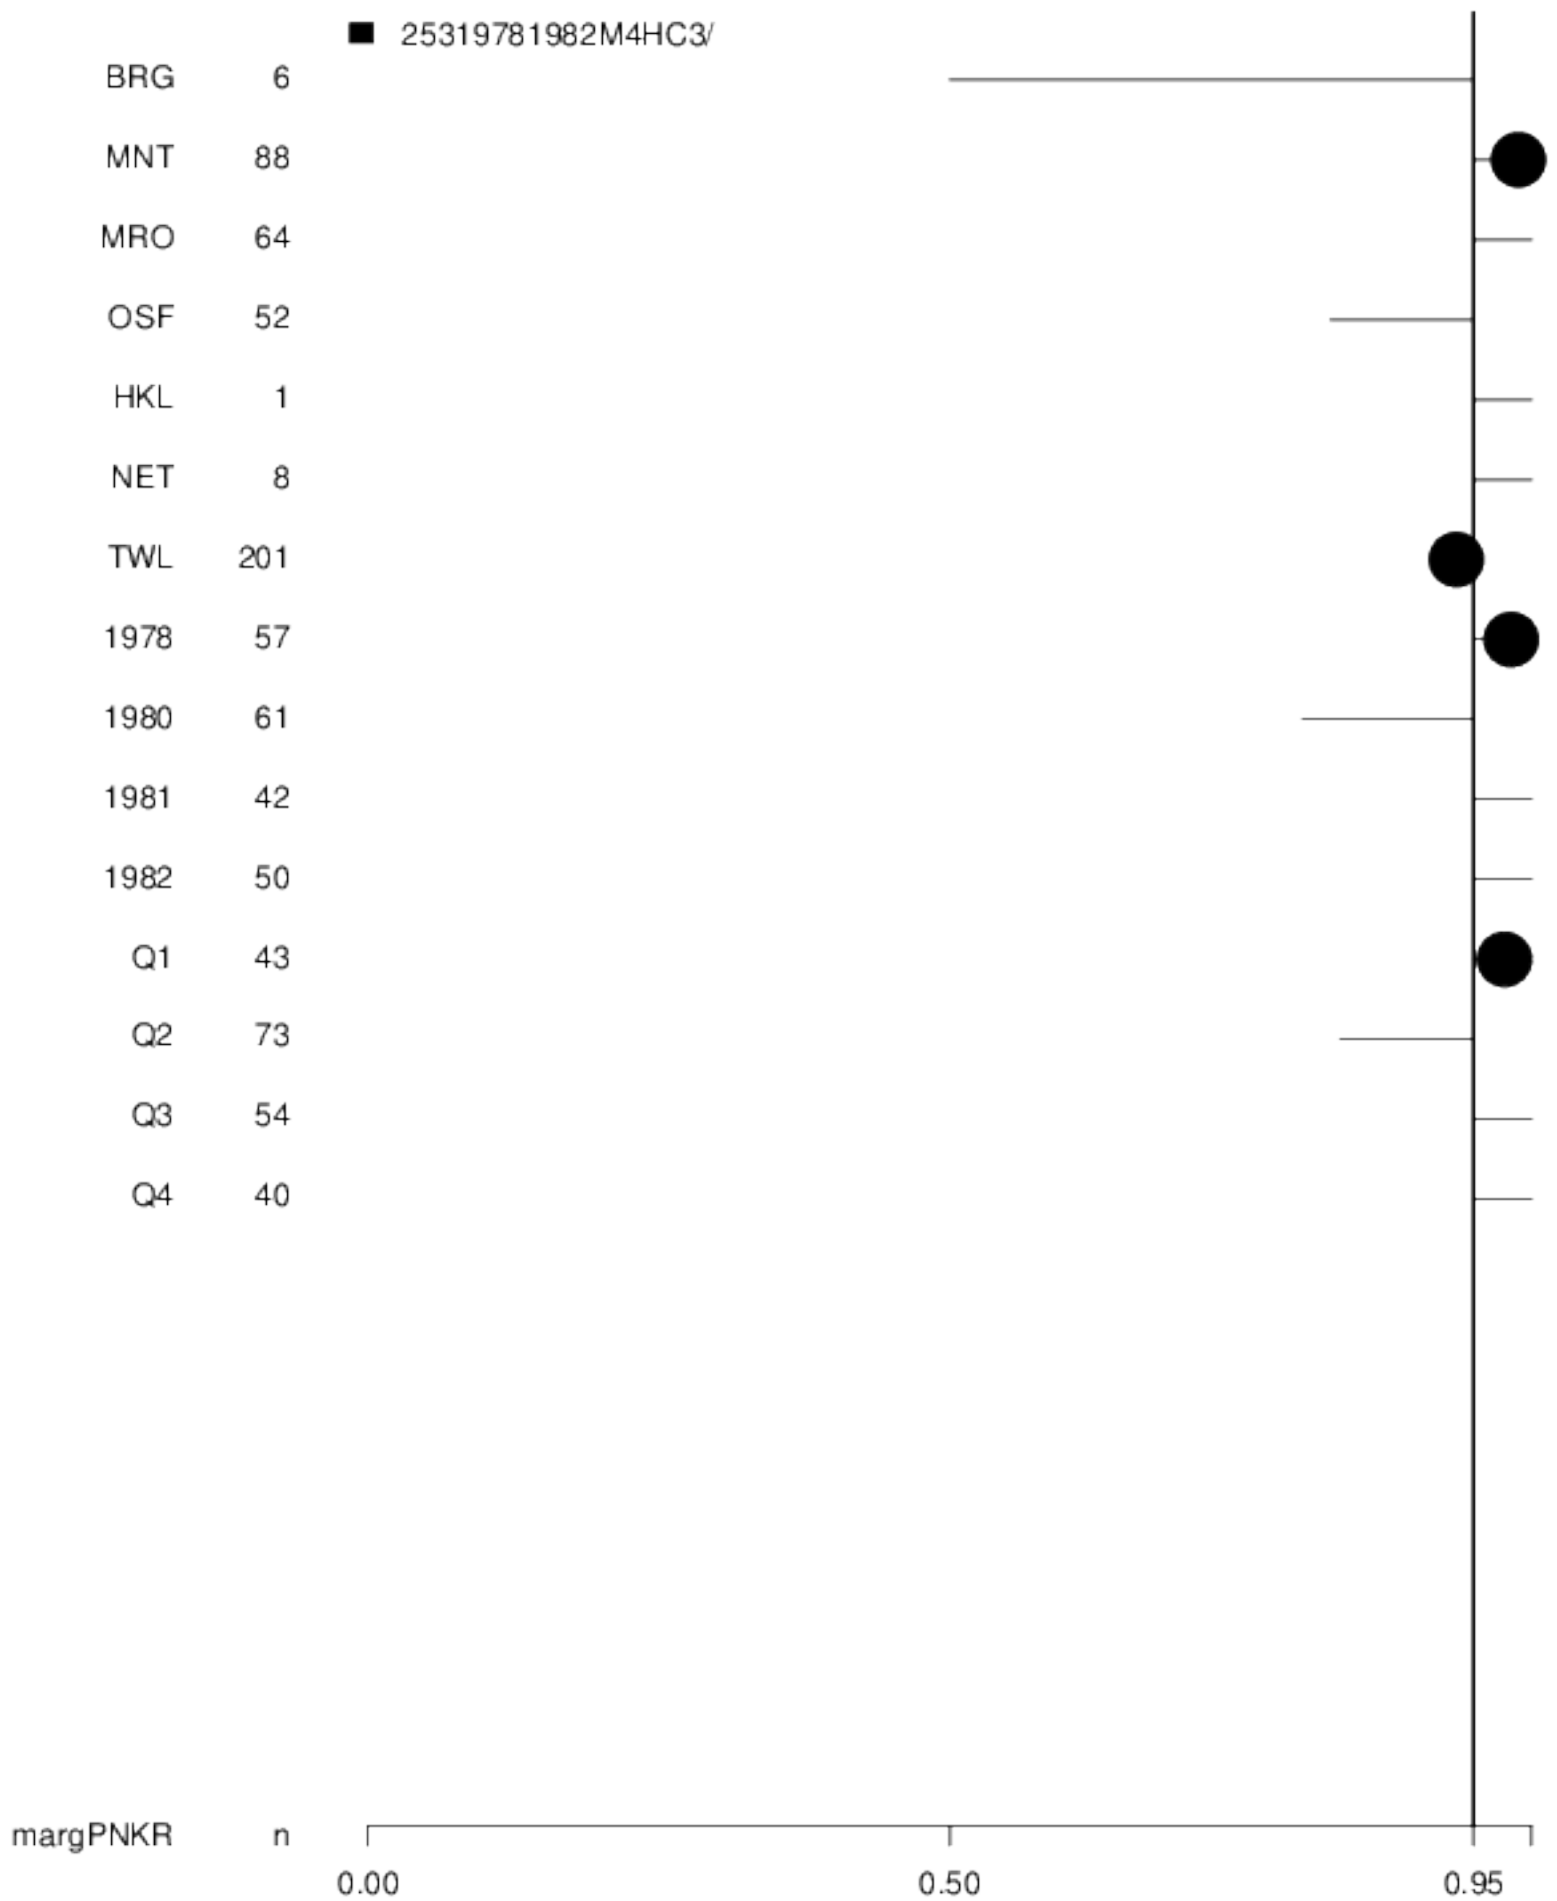 25319781982M4HC3/
BRG 6
MNT 88
MRO 64
OSF 52
HKL 1
NET 8
TWL 201
1978 57
1980 61
1981 42
1982 50
Q1 43
Q2 73
Q3 54
Q4 40
margPNKR n
0.00 0.50 0.95